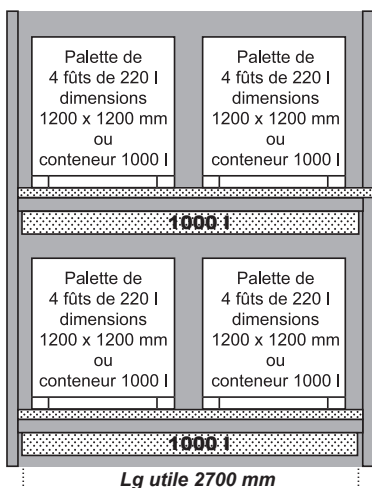 Palette de
4 fûts de 220 l
dimensions
1200 x 1200 mm
ou
conteneur 1000 l
Palette de
4 fûts de 220 l
dimensions
1200 x 1200 mm
ou
conteneur 1000 l
1000 l
Palette de
4 fûts de 220 l
dimensions
1200 x 1200 mm
ou
conteneur 1000 l
Palette de
4 fûts de 220 l
dimensions
1200 x 1200 mm
ou
conteneur 1000 l
1000 l
Lg utile 2700 mm